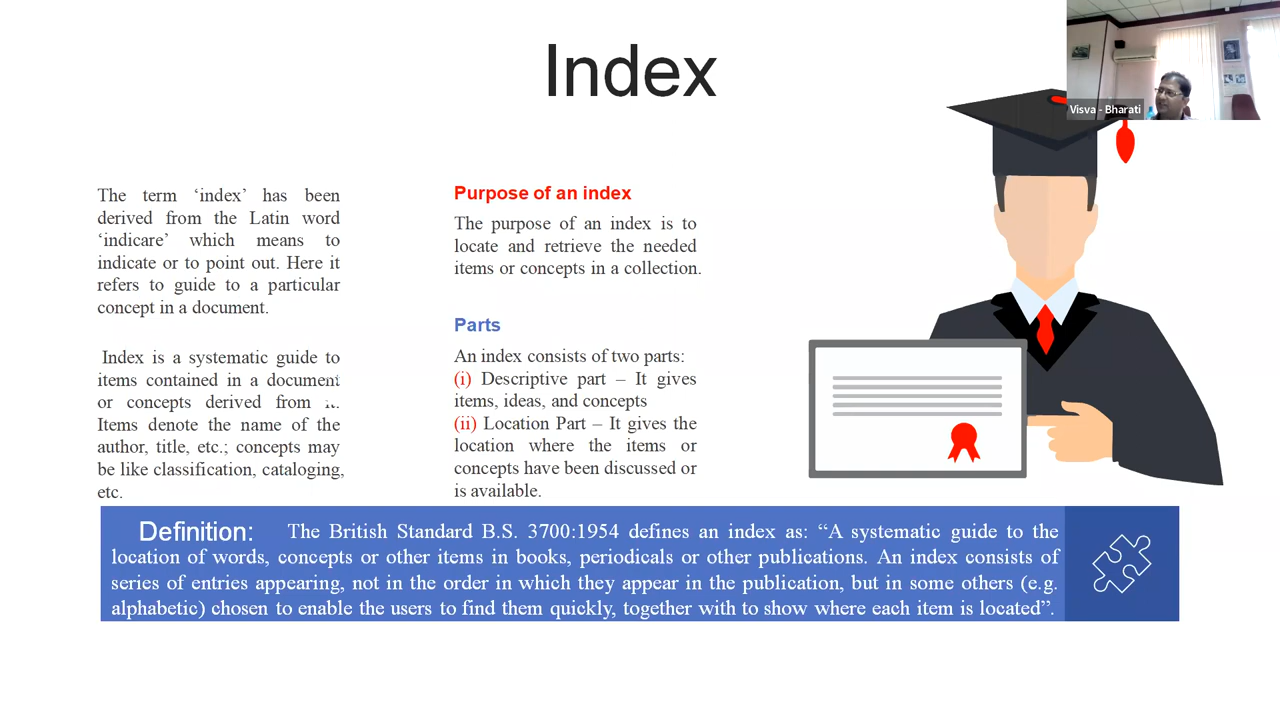 Index
Visva - Bharati
The term ‘index’ has been
derived from the Latin word
‘indicare’ which means to
indicate or to point out. Here it
refers to guide to a particular
concept in a document.
Index is a systematic guide to
items contained in a document
or concepts derived from
Items denote the name of the
author, title, etc.; concepts may
be like classification, cataloging,
etc.
Purpose of an index
The purpose of an index is to
locate and retrieve the needed
items or concepts in a collection.
Parts
An index consists of two parts:
(i) Descriptive part – It gives
items, ideas, and concepts
(ii) Location Part – It gives the
location where the items or
concepts have been discussed or
is available.
Definition: The British Standard B.S. 3700:1954 defines an index as: “A systematic guide to the
location of words, concepts or other items in books, periodicals or other publications. An index consists of
series of entries appearing, not in the order in which they appear in the publication, but in some others (e.g.
alphabetic) chosen to enable the users to find them quickly, together with to show where each item is located”.